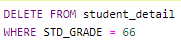 DELETE FROM student_detail
WHERE STD_GRADE = 66